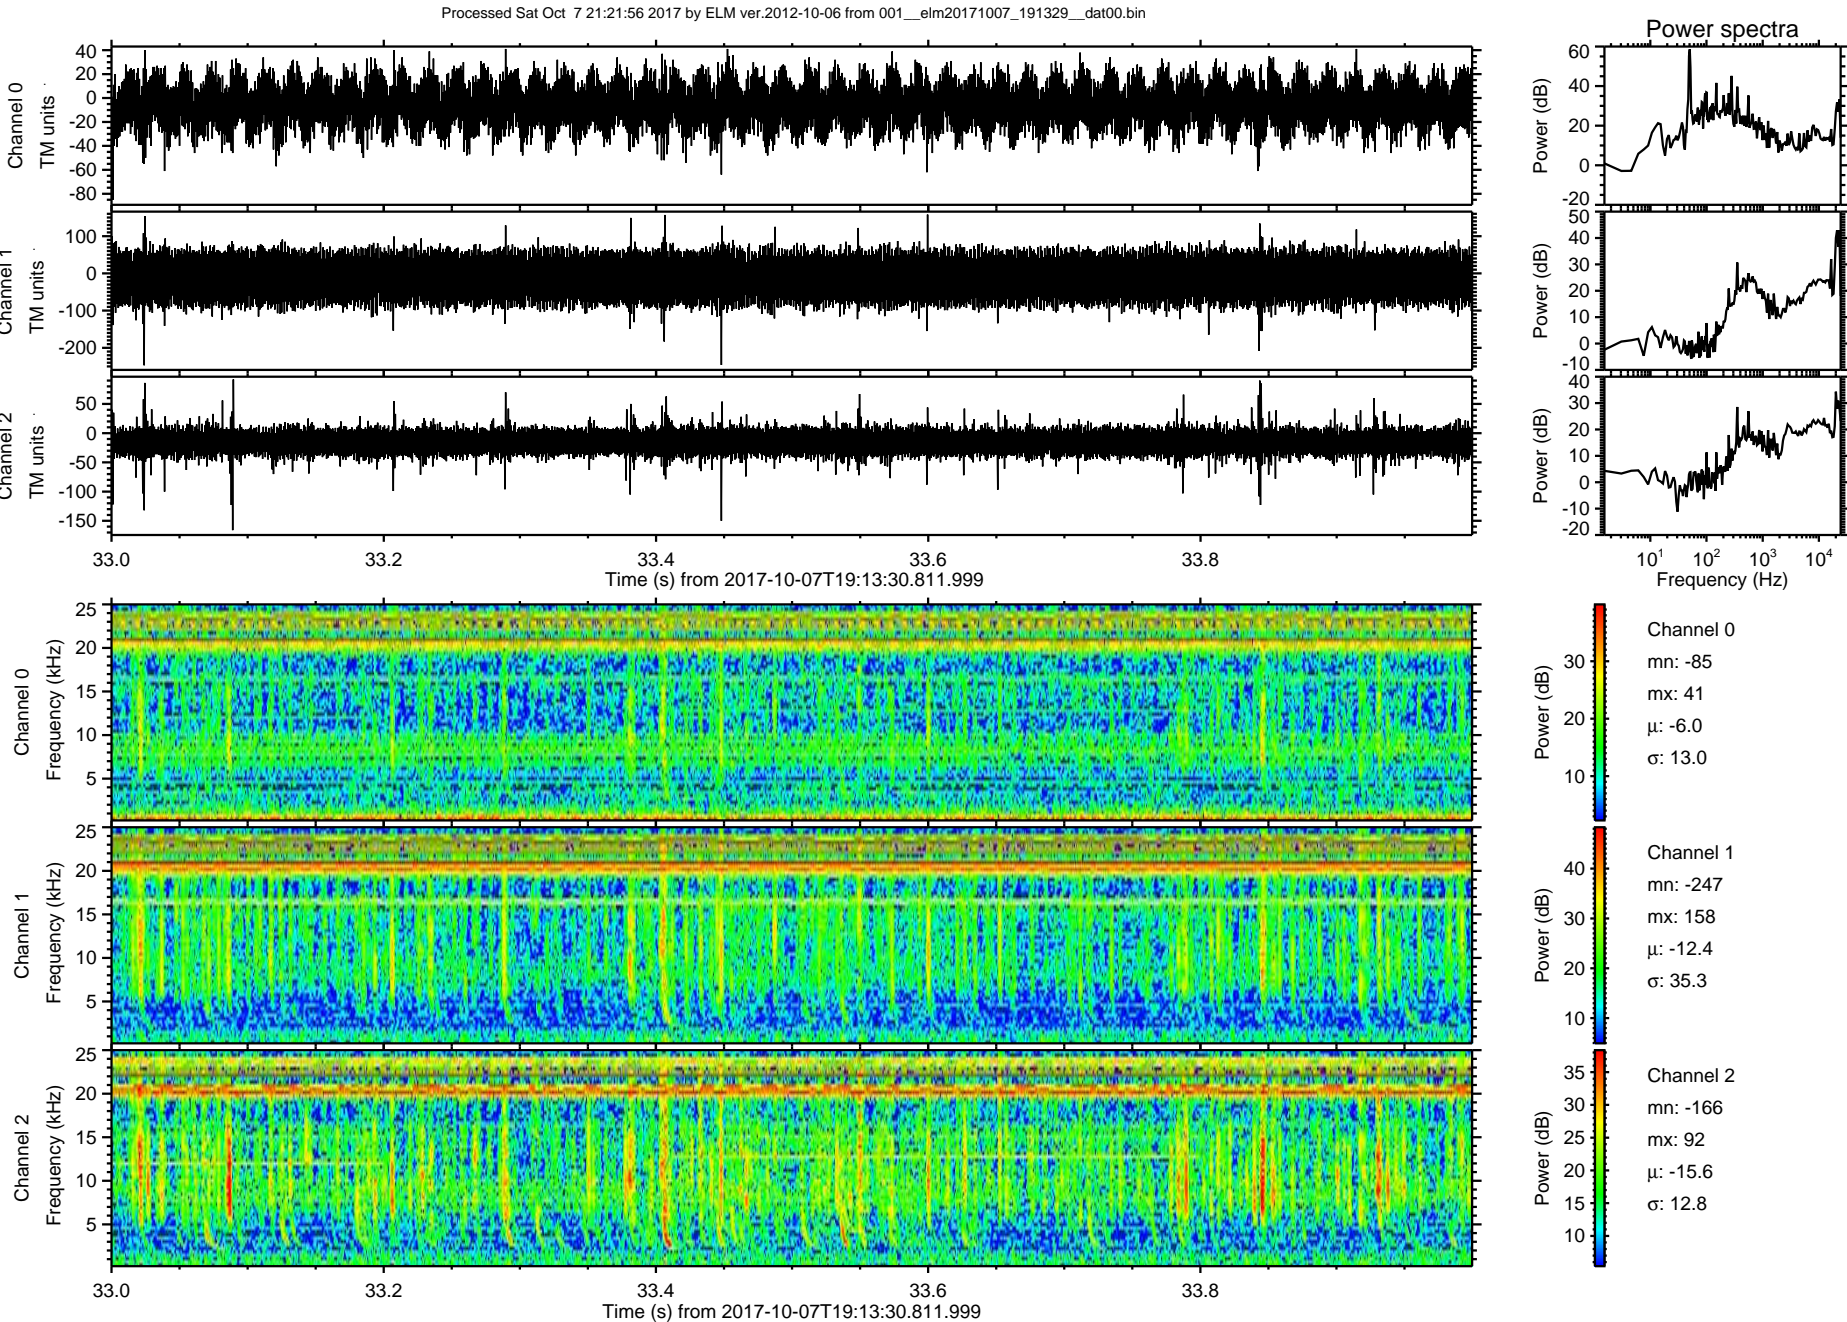 Processed Sat Oct 7 21:21:56 2017 by ELM ver.2012-10-06 from 001__elm20171007_191329__dat00.bin
Power spectra
Channel 0
TM units
40
20
0
-20
-40
-60
-80
Power (dB)
60
40
20
0
-20
Channel 1
TM units
100
0
-100
-200
Power (dB)
50
40
30
20
10
0
-10
Channel 2
TM units
50
0
-50
-100
-150
Power (dB)
40
30
20
10
0
-10
-20
33.0 33.2 33.4 33.6 33.8
Time (s) from 2017-10-07T19:13:30.811.999
10¹ 10² 10³ 10⁴
Frequency (Hz)
Channel 0
Frequency (kHz)
25
20
15
10
5
Power (dB)
30
20
10
Channel 0
mn: -85
mx: 41
μ: -6.0
σ: 13.0
Channel 1
Frequency (kHz)
25
20
15
10
5
Power (dB)
40
30
20
10
Channel 1
mn: -247
mx: 158
μ: -12.4
σ: 35.3
Channel 2
Frequency (kHz)
25
20
15
10
5
Power (dB)
35
30
25
20
15
10
Channel 2
mn: -166
mx: 92
μ: -15.6
σ: 12.8
33.0 33.2 33.4 33.6 33.8
Time (s) from 2017-10-07T19:13:30.811.999